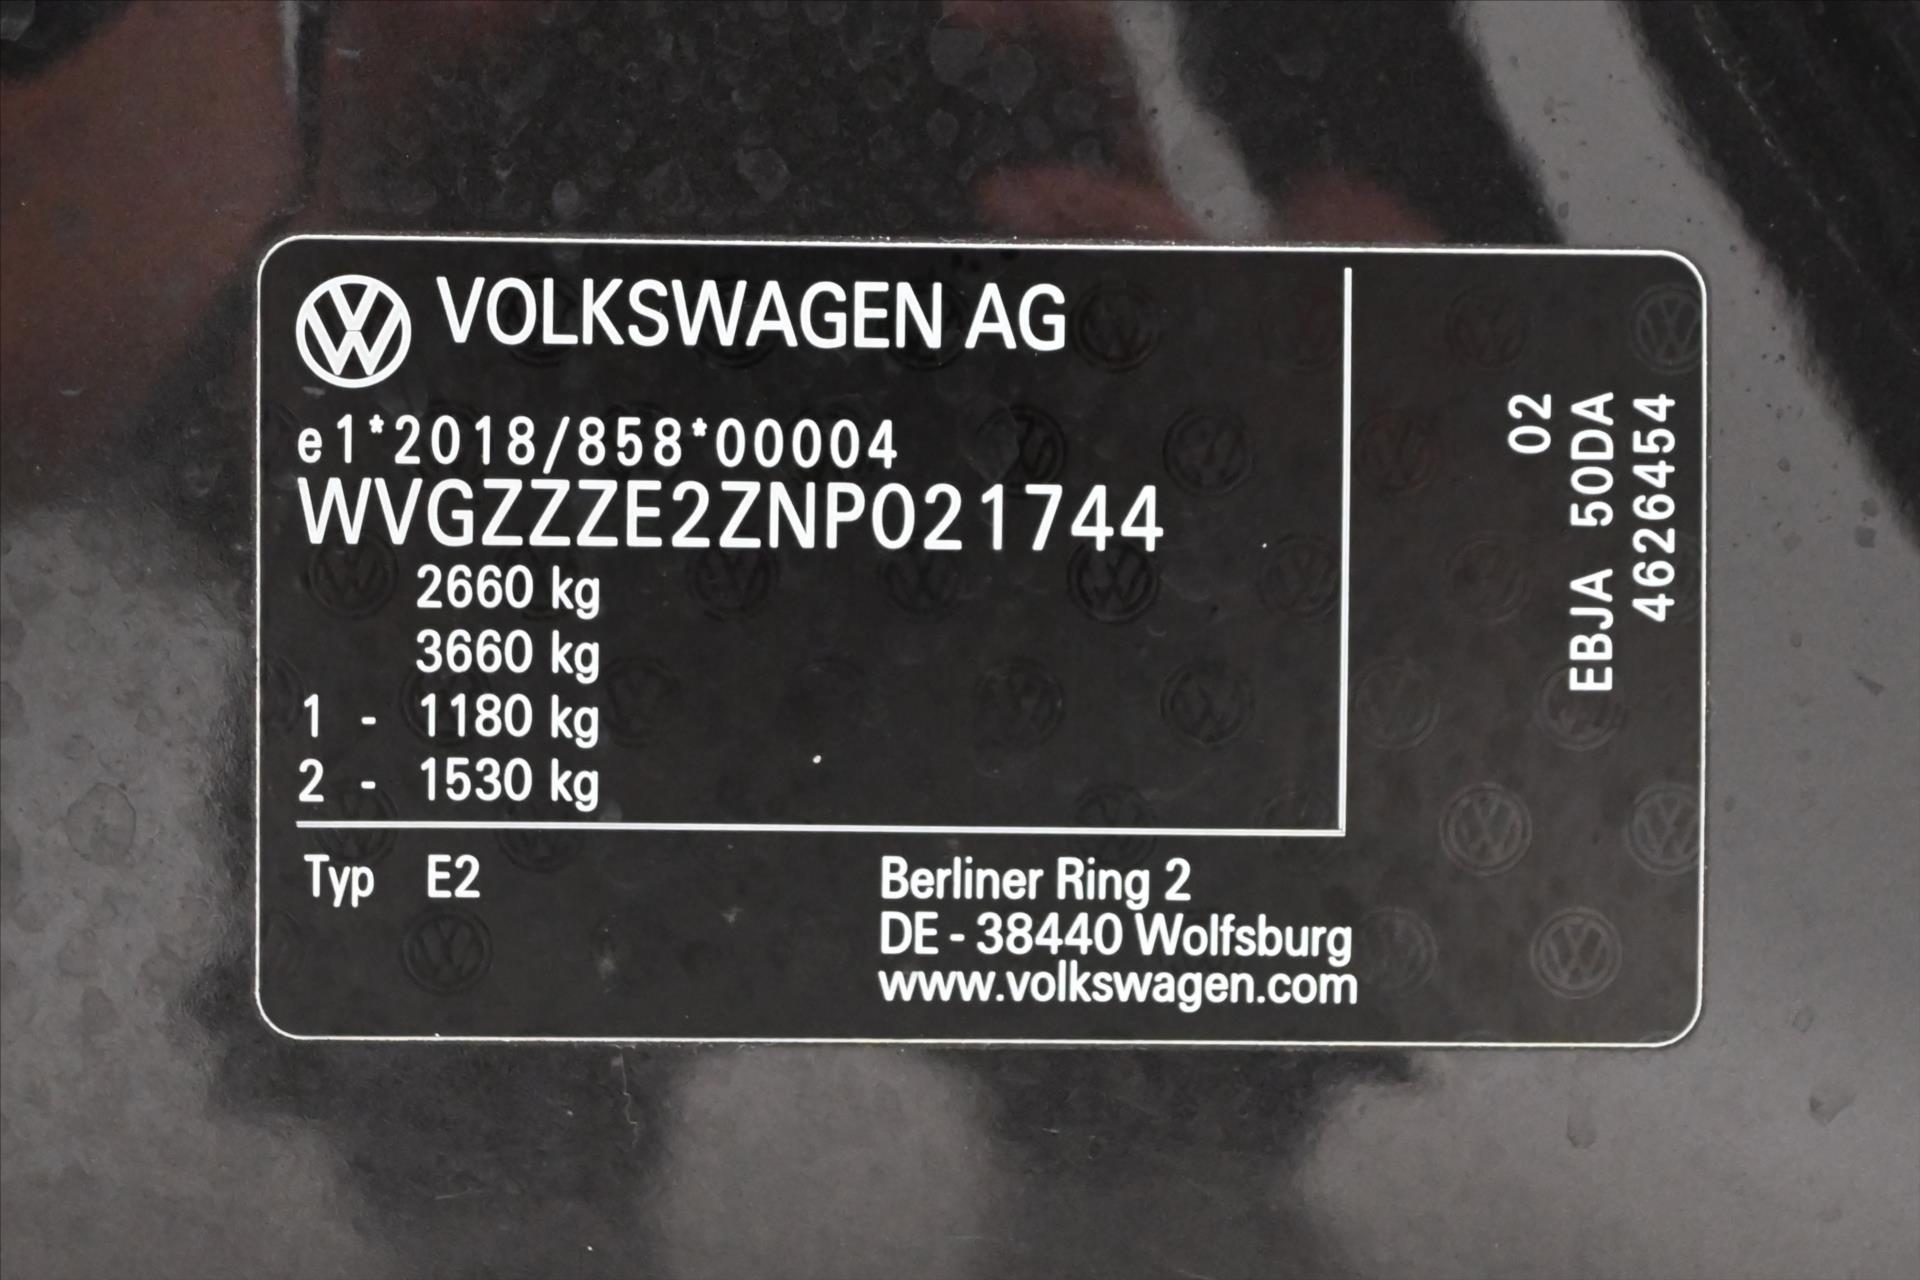 VOLKSWAGEN AG
e1*2018/858*00004
WVGZZZE2ZNP021744
2660 kg
3660 kg
1 - 1180 kg
2 - 1530 kg
Typ E2
Berliner Ring 2
DE - 38440 Wolfsburg
www.volkswagen.com
02
EBJA 50DA
4626454